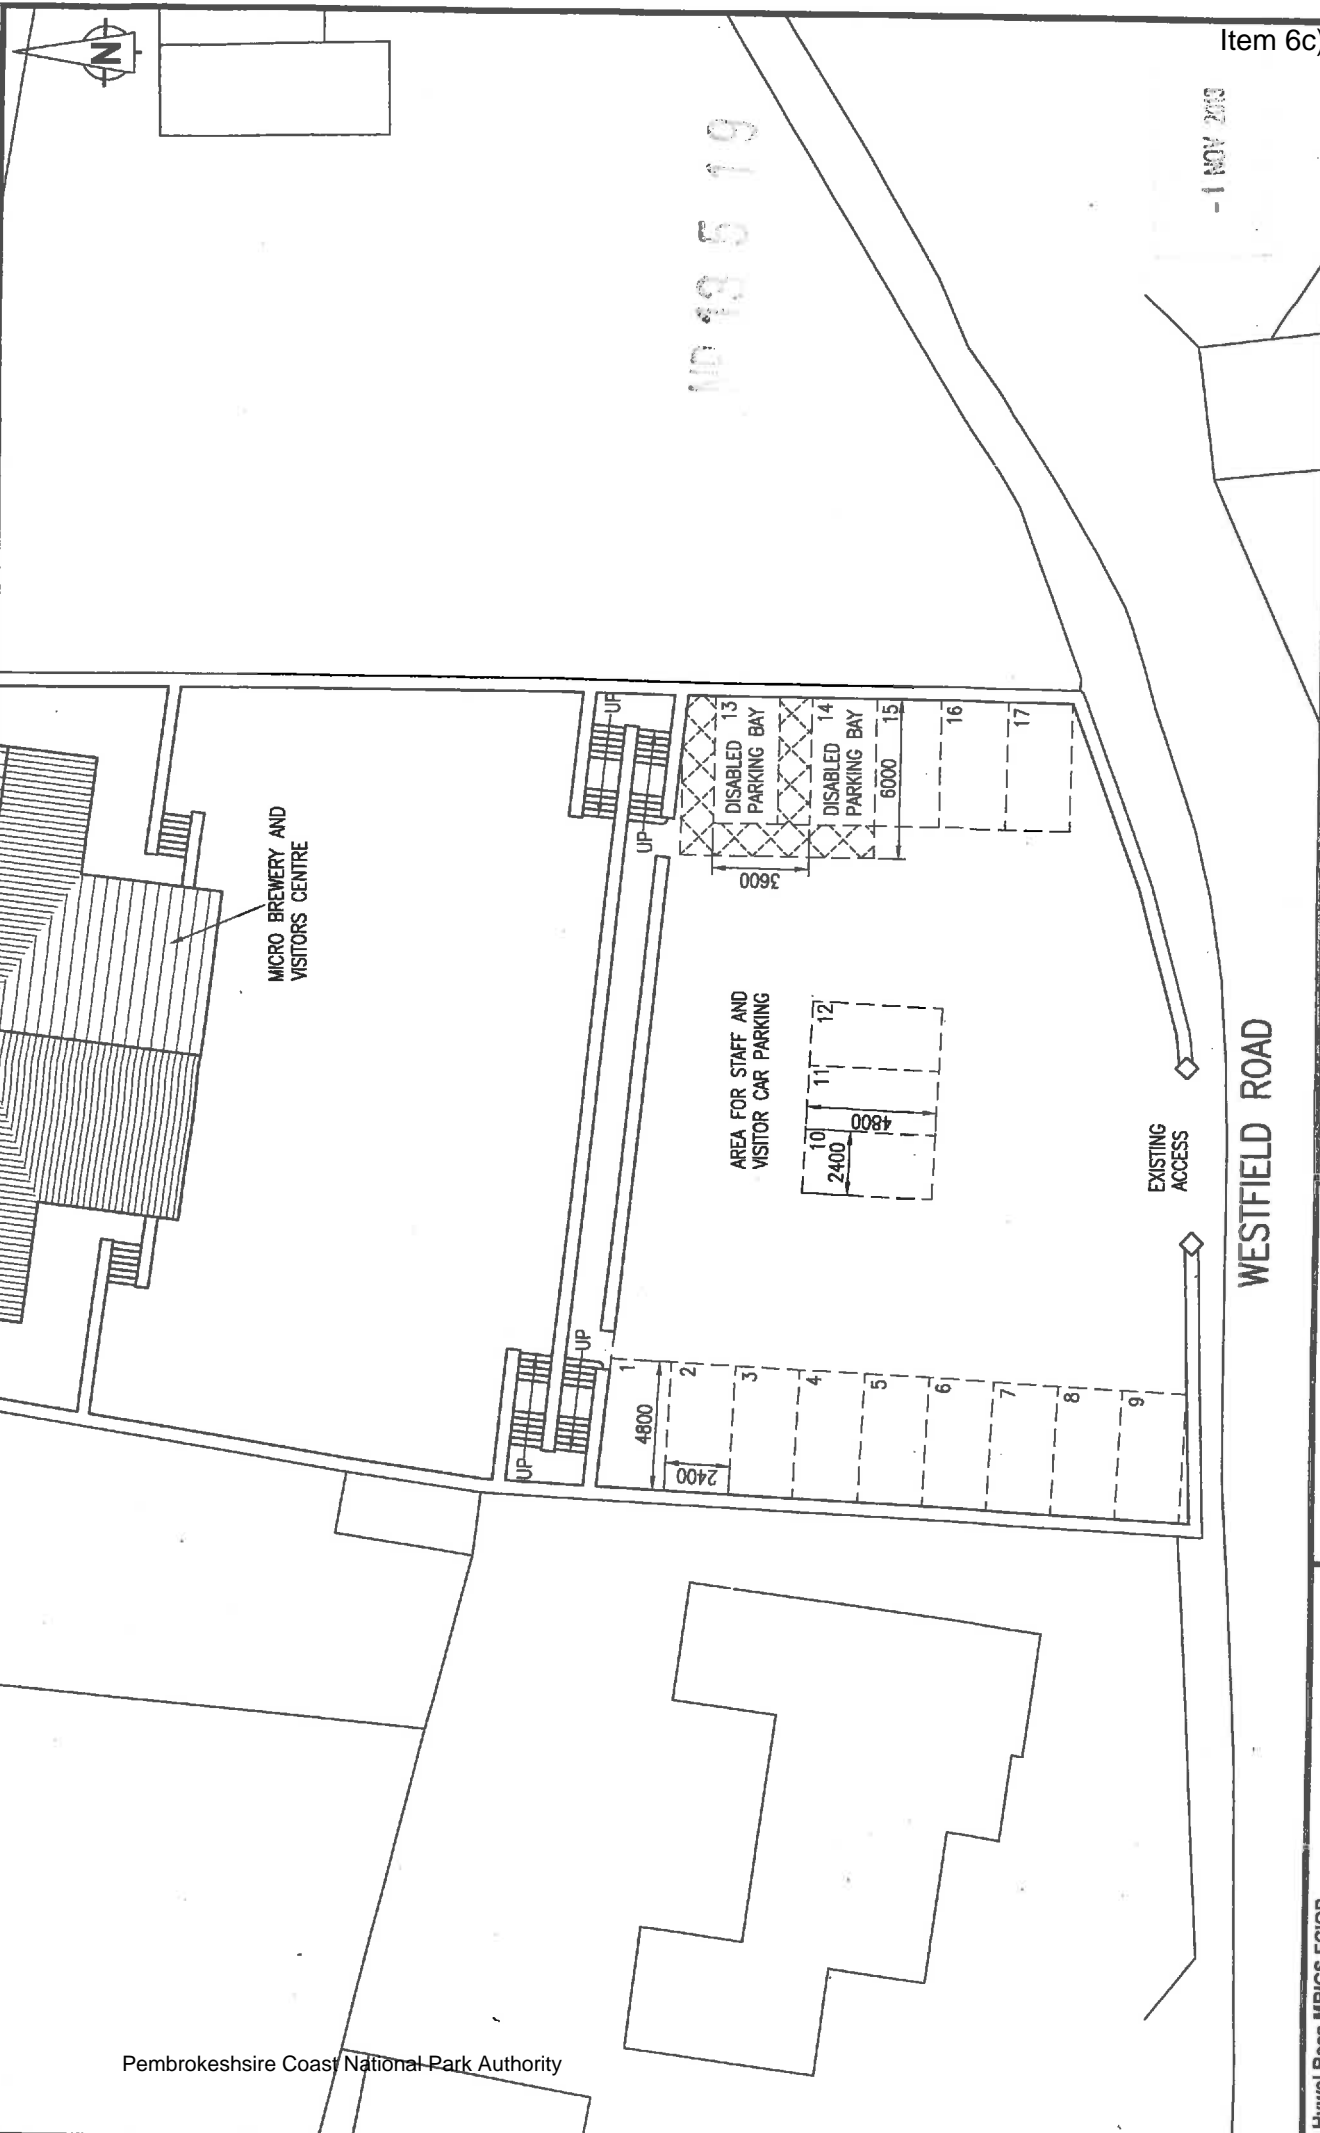 Item 6c)
N
- 1 NOV 2013
NP 13 5 19
MICRO BREWERY AND
VISITORS CENTRE
UP
UP
13
DISABLED
PARKING BAY
14
DISABLED
PARKING BAY
15
6000
16
17
3600
AREA FOR STAFF AND
VISITOR CAR PARKING
12
11
4800
10
2400
EXISTING
ACCESS
WESTFIELD ROAD
UP
UP
1
4800
2
2400
3
4
5
6
7
8
9
Pembrokeshsire Coast National Park Authority